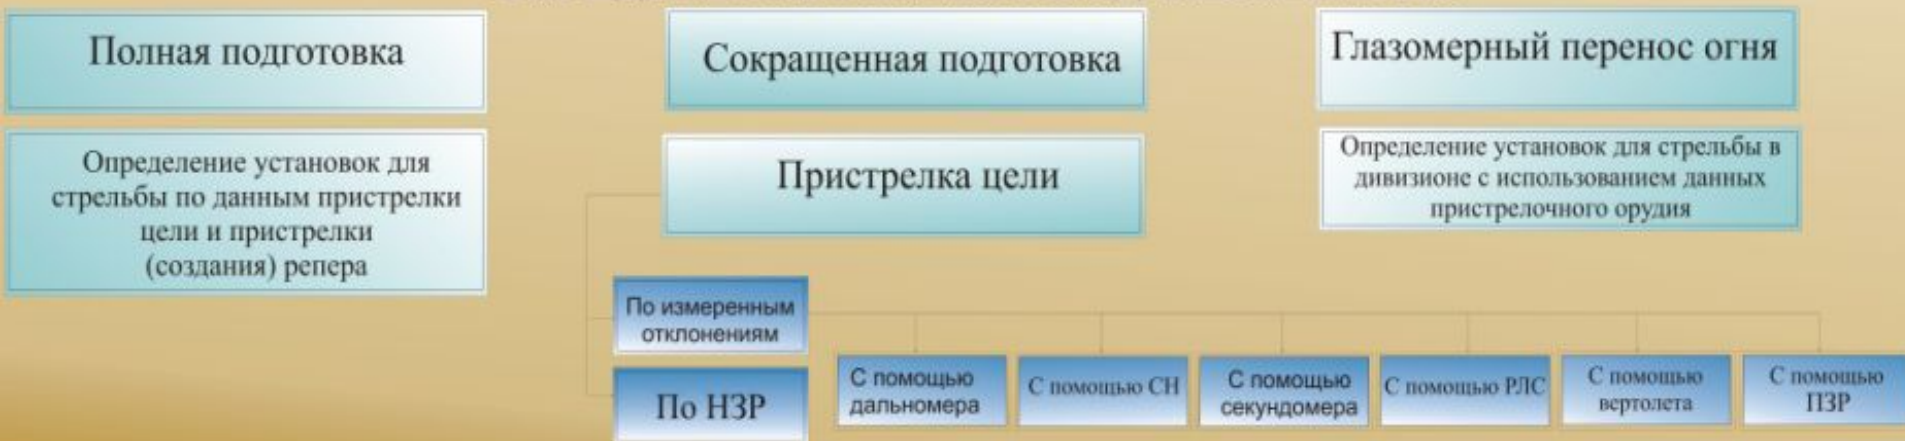 Полная подготовка
Сокращенная подготовка
Глазомерный перенос огня
Определение установок для
стрельбы по данным пристрелки
цели и пристрелки
(создания) репера
Пристрелка цели
Определение установок для стрельбы в
дивизионе с использованием данных
пристрелочного орудия
По измеренным
отклонениям
По НЗР
С помощью
дальномера
С помощью СН
С помощью
секундомера
С помощью РЛС
С помощью
вертолета
С помощью
ПЗР